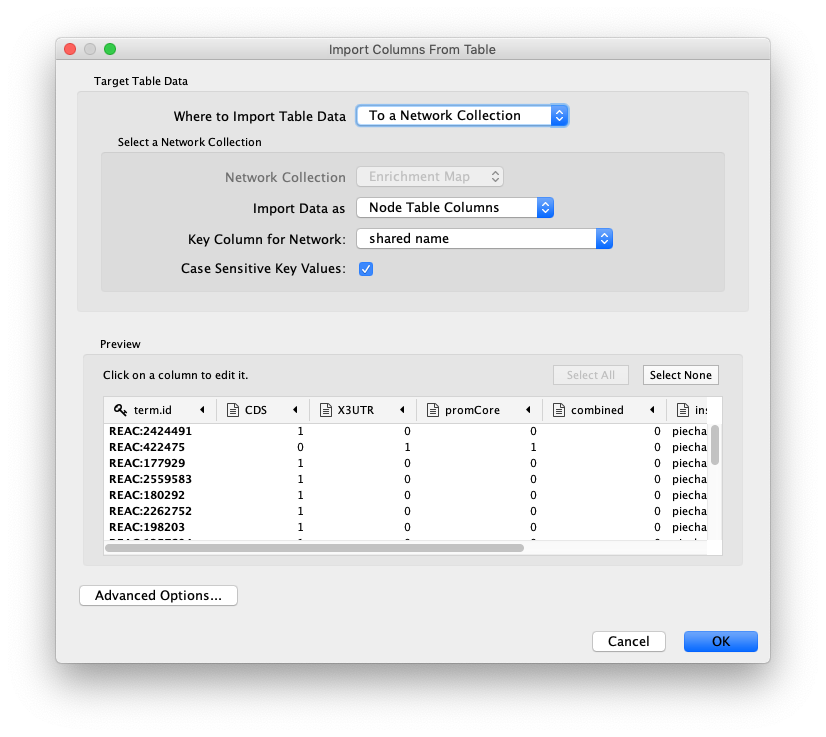 Import Columns From Table
Target Table Data
Where to Import Table Data To a Network Collection
Select a Network Collection
Network Collection Enrichment Map
Import Data as Node Table Columns
Key Column for Network: shared name
Case Sensitive Key Values:
Preview
Click on a column to edit it. Select All Select None
term.id CDS X3UTR promCore combined ins
REAC:2424491 1 0 0 0 piecha
REAC:422475 0 1 1 0 piecha
REAC:177929 1 0 0 0 piecha
REAC:2559583 1 0 0 0 piecha
REAC:180292 1 0 0 0 piecha
REAC:2262752 1 0 0 0 piecha
REAC:198203 1 0 0 0 piecha
Advanced Options...
Cancel OK